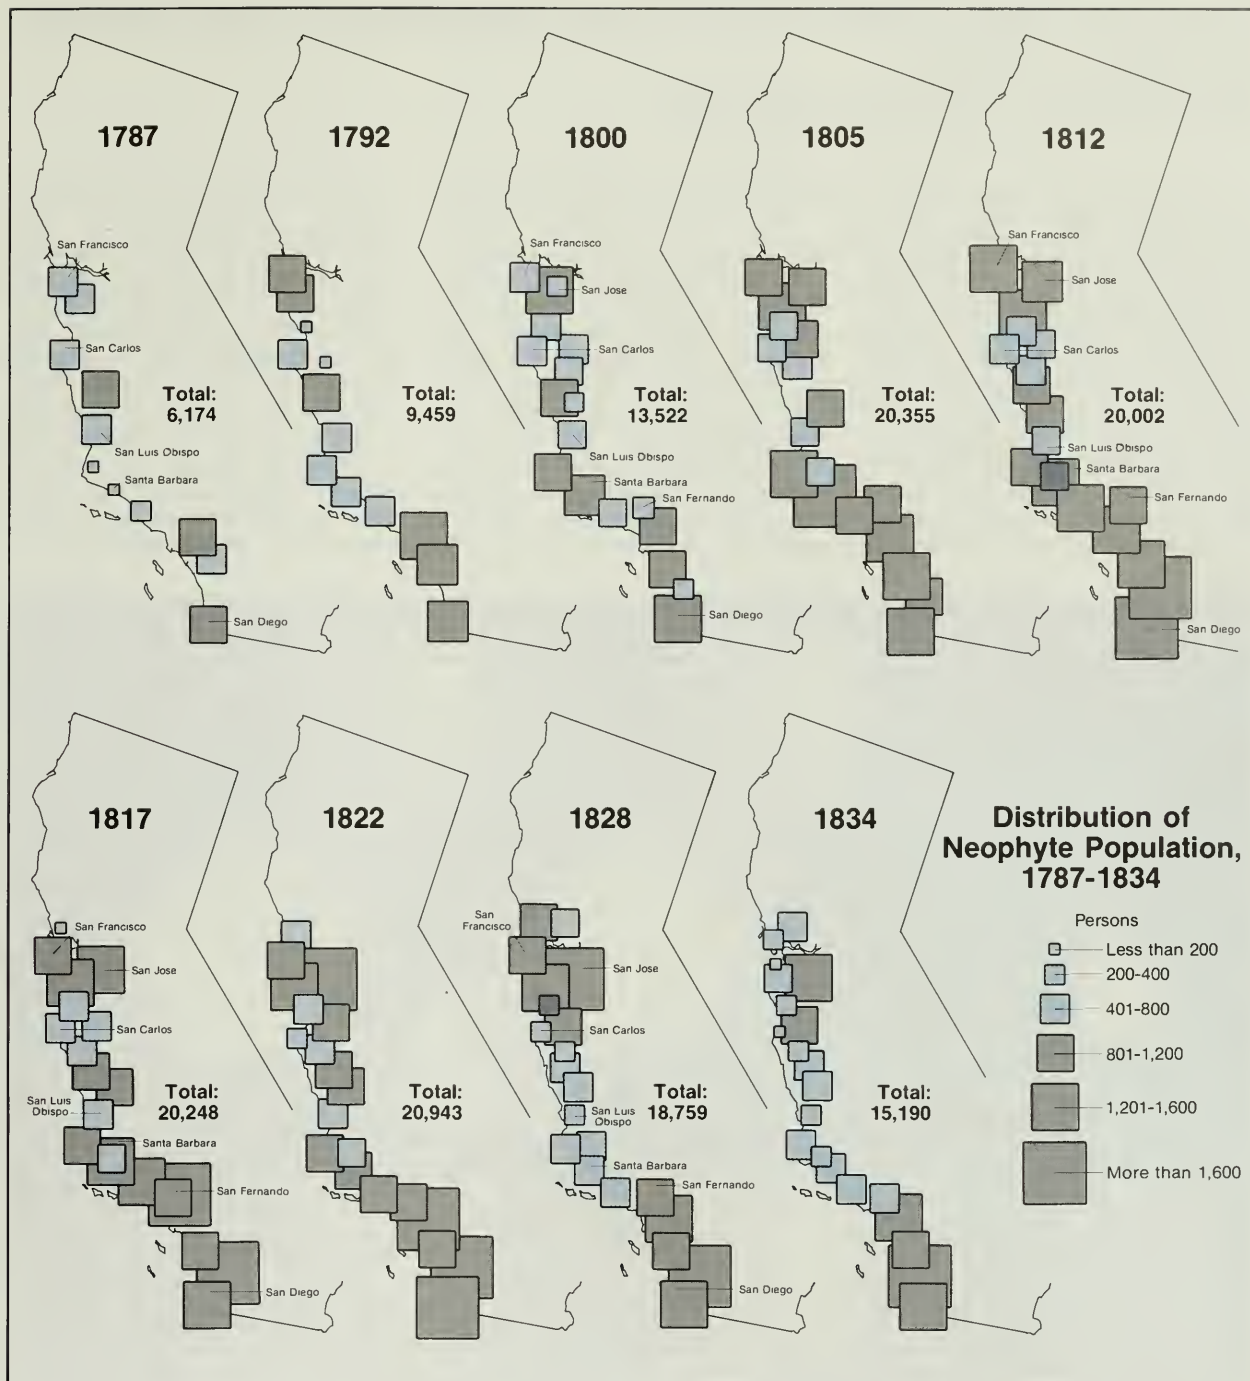 1787
San Francisco
San Carlos
Total:
6,174
San Luis Obispo
Santa Barbara
San Diego
1792
Total:
9,459
1800
San Francisco
San Jose
San Carlos
Total:
13,522
San Luis Obispo
Santa Barbara
San Fernando
San Diego
1805
Total:
20,355
1812
San Francisco
San Jose
San Carlos
Total:
20,002
San Luis Obispo
Santa Barbara
San Fernando
San Diego
1817
San Francisco
San Jose
San Carlos
Total:
20,248
San Luis
Obispo
Santa Barbara
San Fernando
San Diego
1822
Total:
20,943
1828
San
Francisco
San Jose
San Carlos
Total:
18,759
San Luis
Obispo
Santa Barbara
San Fernando
San Diego
1834
Total:
15,190
Distribution of
Neophyte Population,
1787-1834
Persons
Less than 200
200-400
401-800
801-1,200
1,201-1,600
More than 1,600